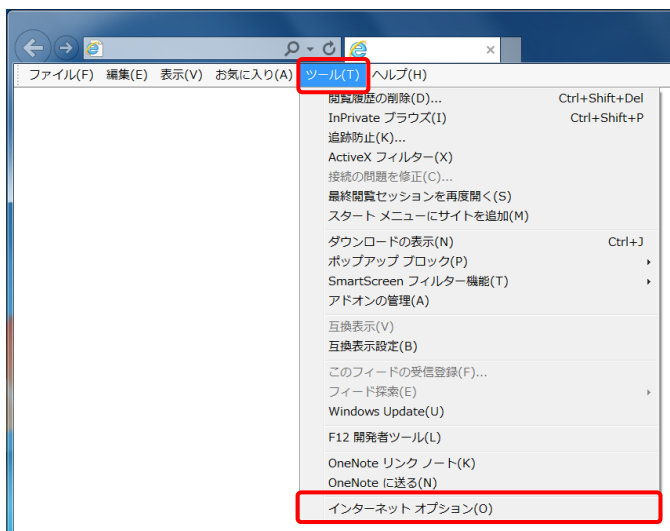 ファイル(F) 編集(E) 表示(V) お気に入り(A) ツール(T) ヘルプ(H)
閲覧履歴の削除(D)... Ctrl+Shift+Del
InPrivate ブラウズ(I) Ctrl+Shift+P
追跡防止(K)...
ActiveX フィルター(X)
接続の問題を修正(C)...
最終閲覧セッションを再度開く(S)
スタート メニューにサイトを追加(M)
ダウンロードの表示(N) Ctrl+J
ポップアップ ブロック(P)
SmartScreen フィルター機能(T)
アドオンの管理(A)
互換表示(V)
互換表示設定(B)
このフィードの受信登録(F)...
フィード探索(E)
Windows Update(U)
F12 開発者ツール(L)
OneNote リンク ノート(K)
OneNote に送る(N)
インターネット オプション(O)